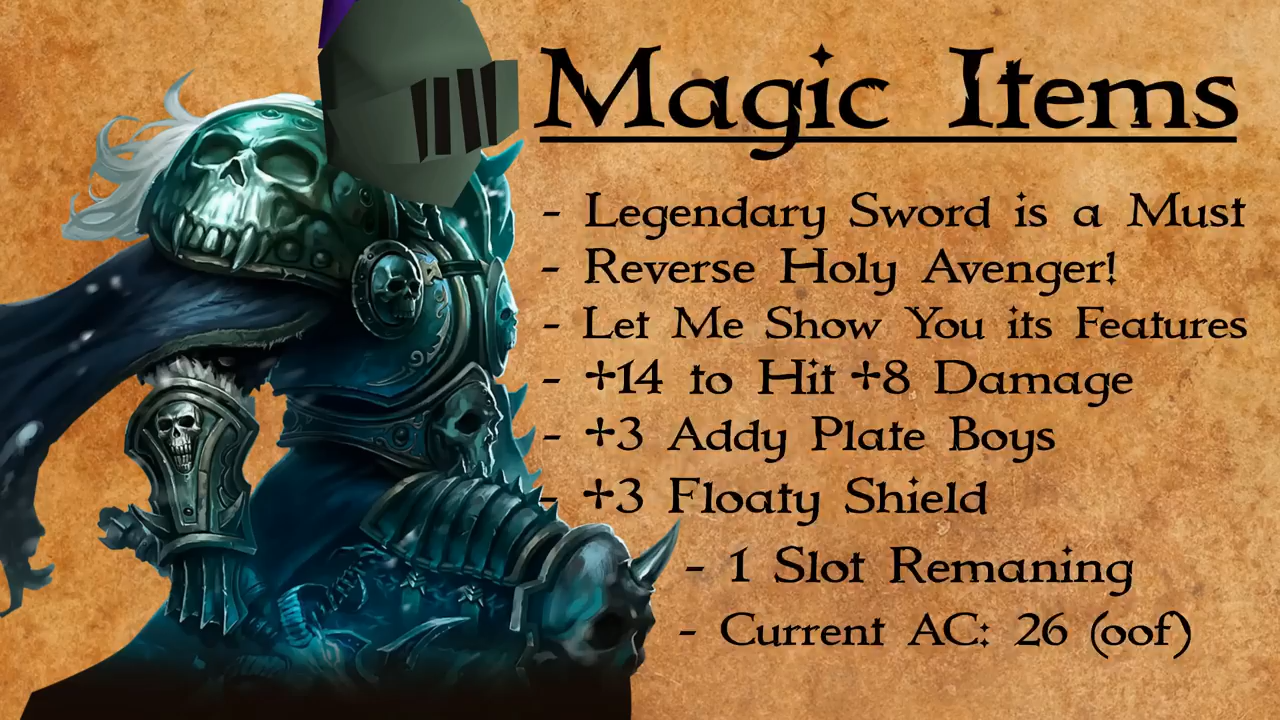 Magic Items
- Legendary Sword is a Must
- Reverse Holy Avenger!
- Let Me Show You its Features
- +14 to Hit +8 Damage
- +3 Addy Plate Boys
- +3 Floaty Shield
- 1 Slot Remaning
- Current AC: 26 (oof)